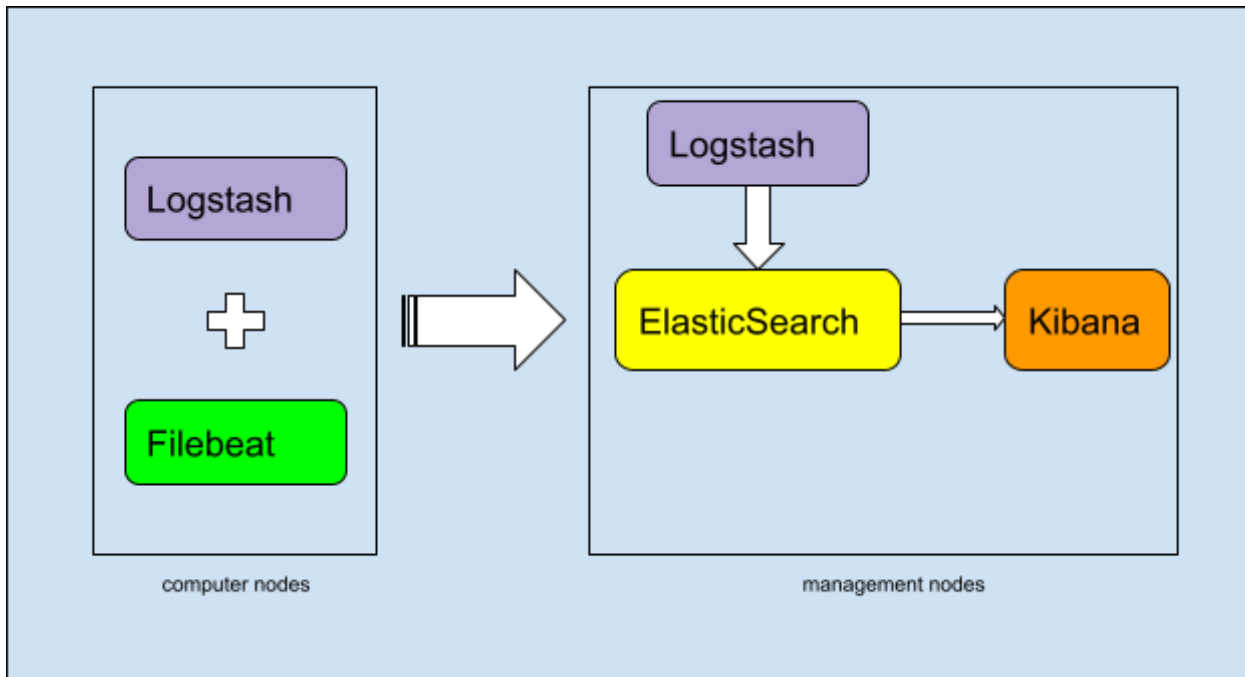 Logstash
Filebeat
computer nodes
Logstash
ElasticSearch
Kibana
management nodes